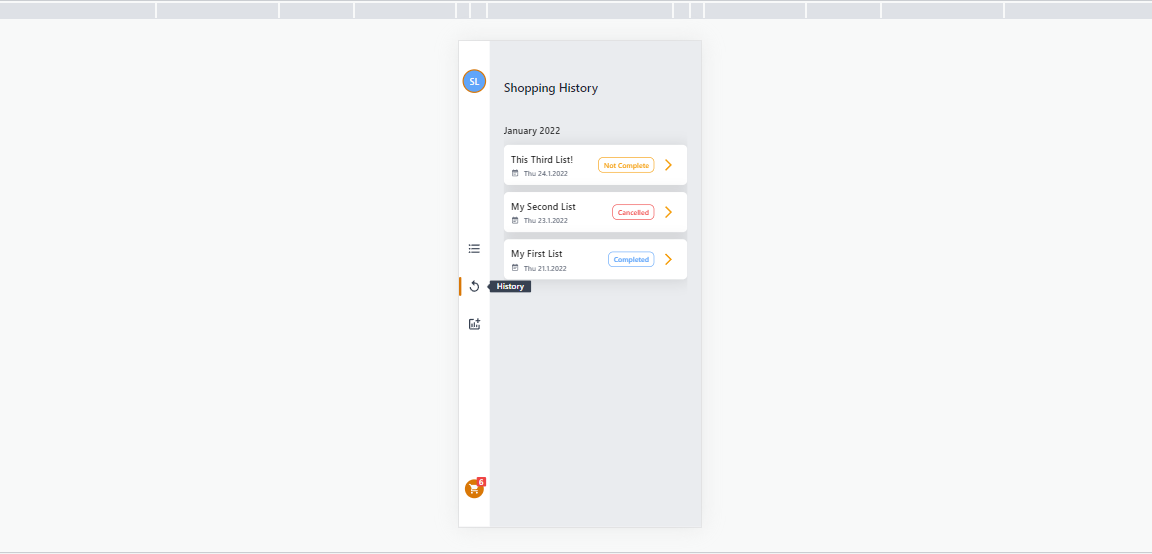 SL
Shopping History
January 2022
This Third List!
Thu 24.1.2022
Not Complete
My Second List
Thu 23.1.2022
Cancelled
My First List
Thu 21.1.2022
Completed
History
6